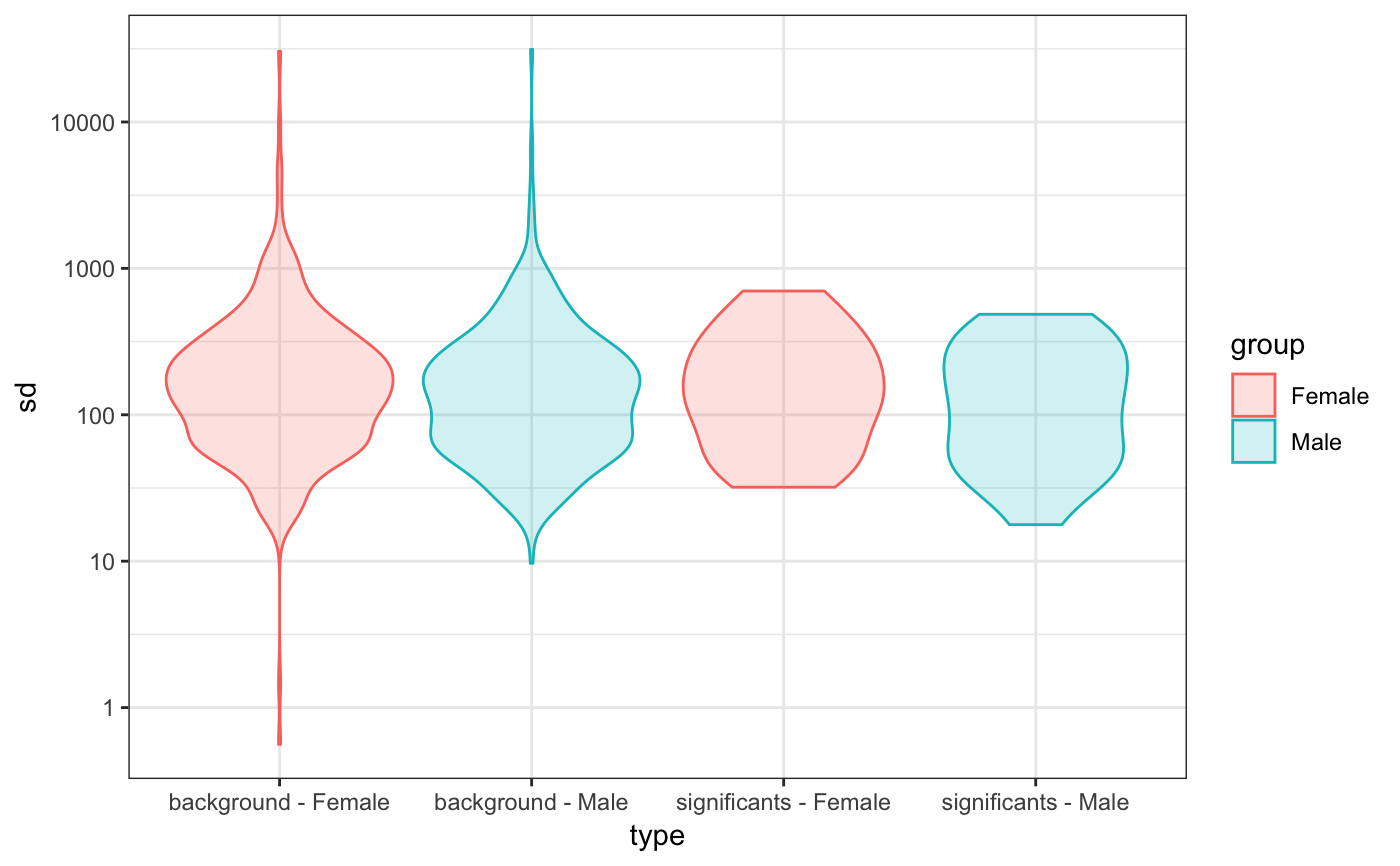 sd
10000
1000
100
10
1
background - Female
background - Male
significants - Female
significants - Male
type
group
Female
Male